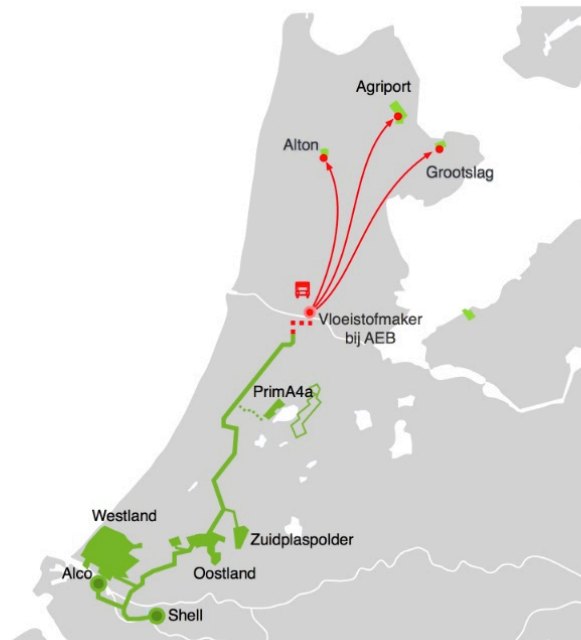 Agriport
Alton
Grootslag
Vloeistofmaker
bij AEB
PrimA4a
Westland
Zuidplaspolder
Oostland
Alco
Shell